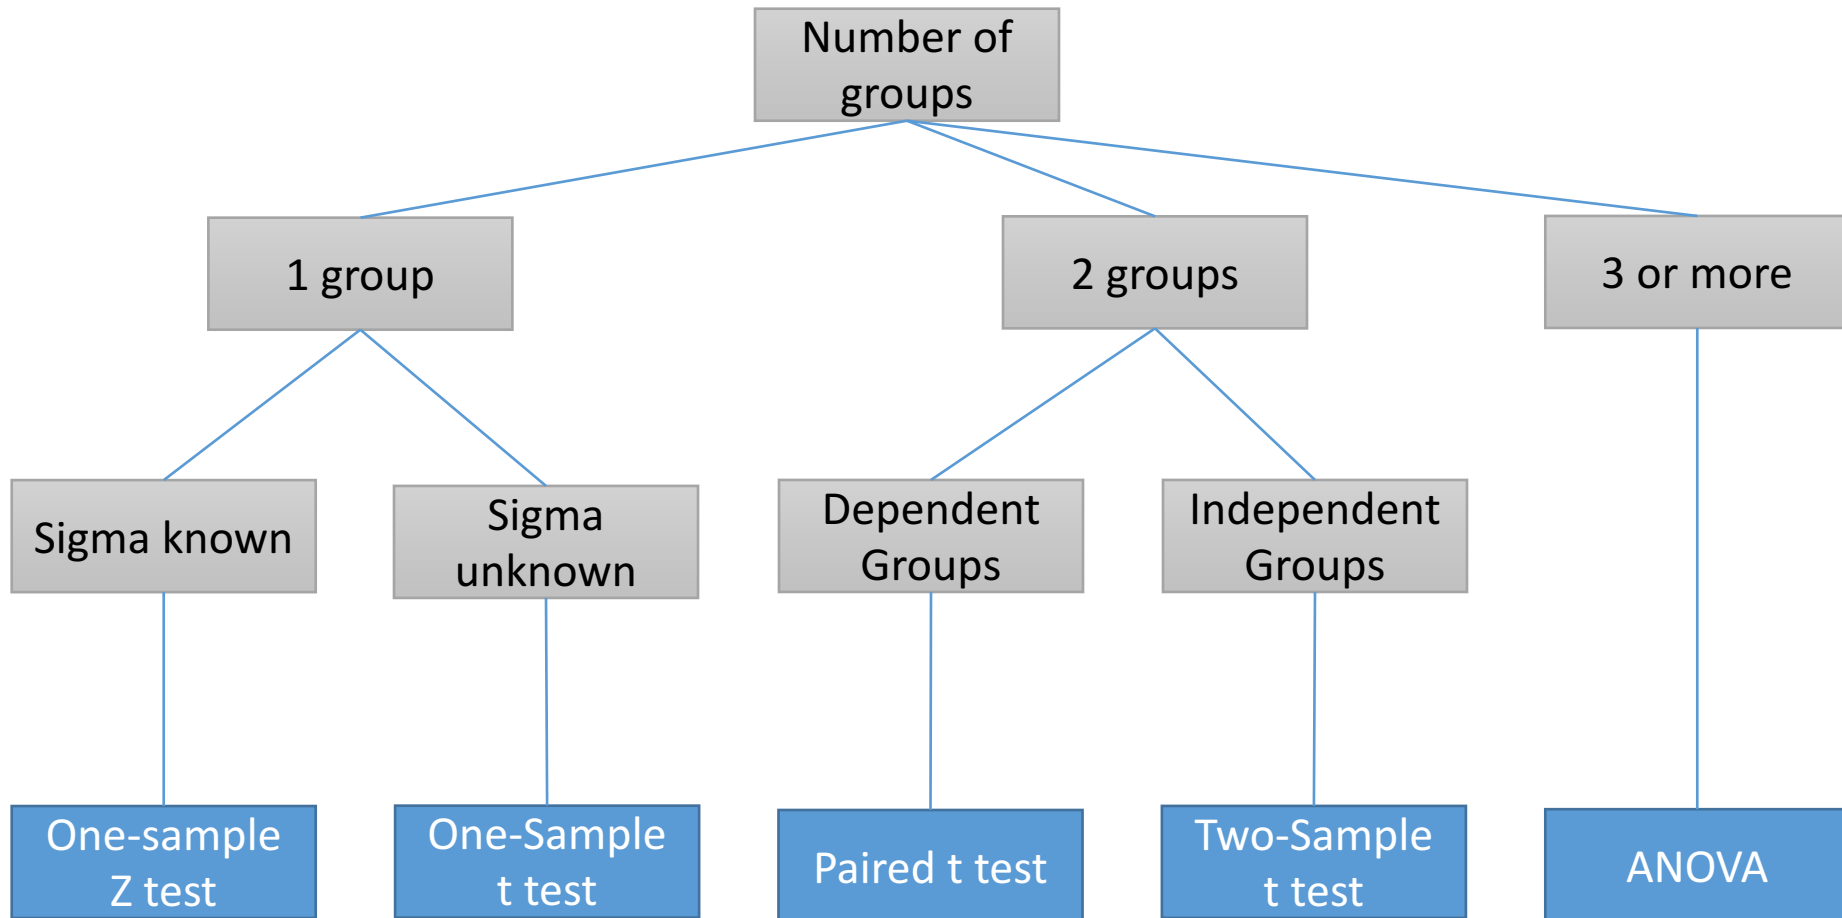 Number of
groups
1 group
2 groups
3 or more
Sigma known
Sigma
unknown
Dependent
Groups
Independent
Groups
One-sample
Z test
One-Sample
t test
Paired t test
Two-Sample
t test
ANOVA